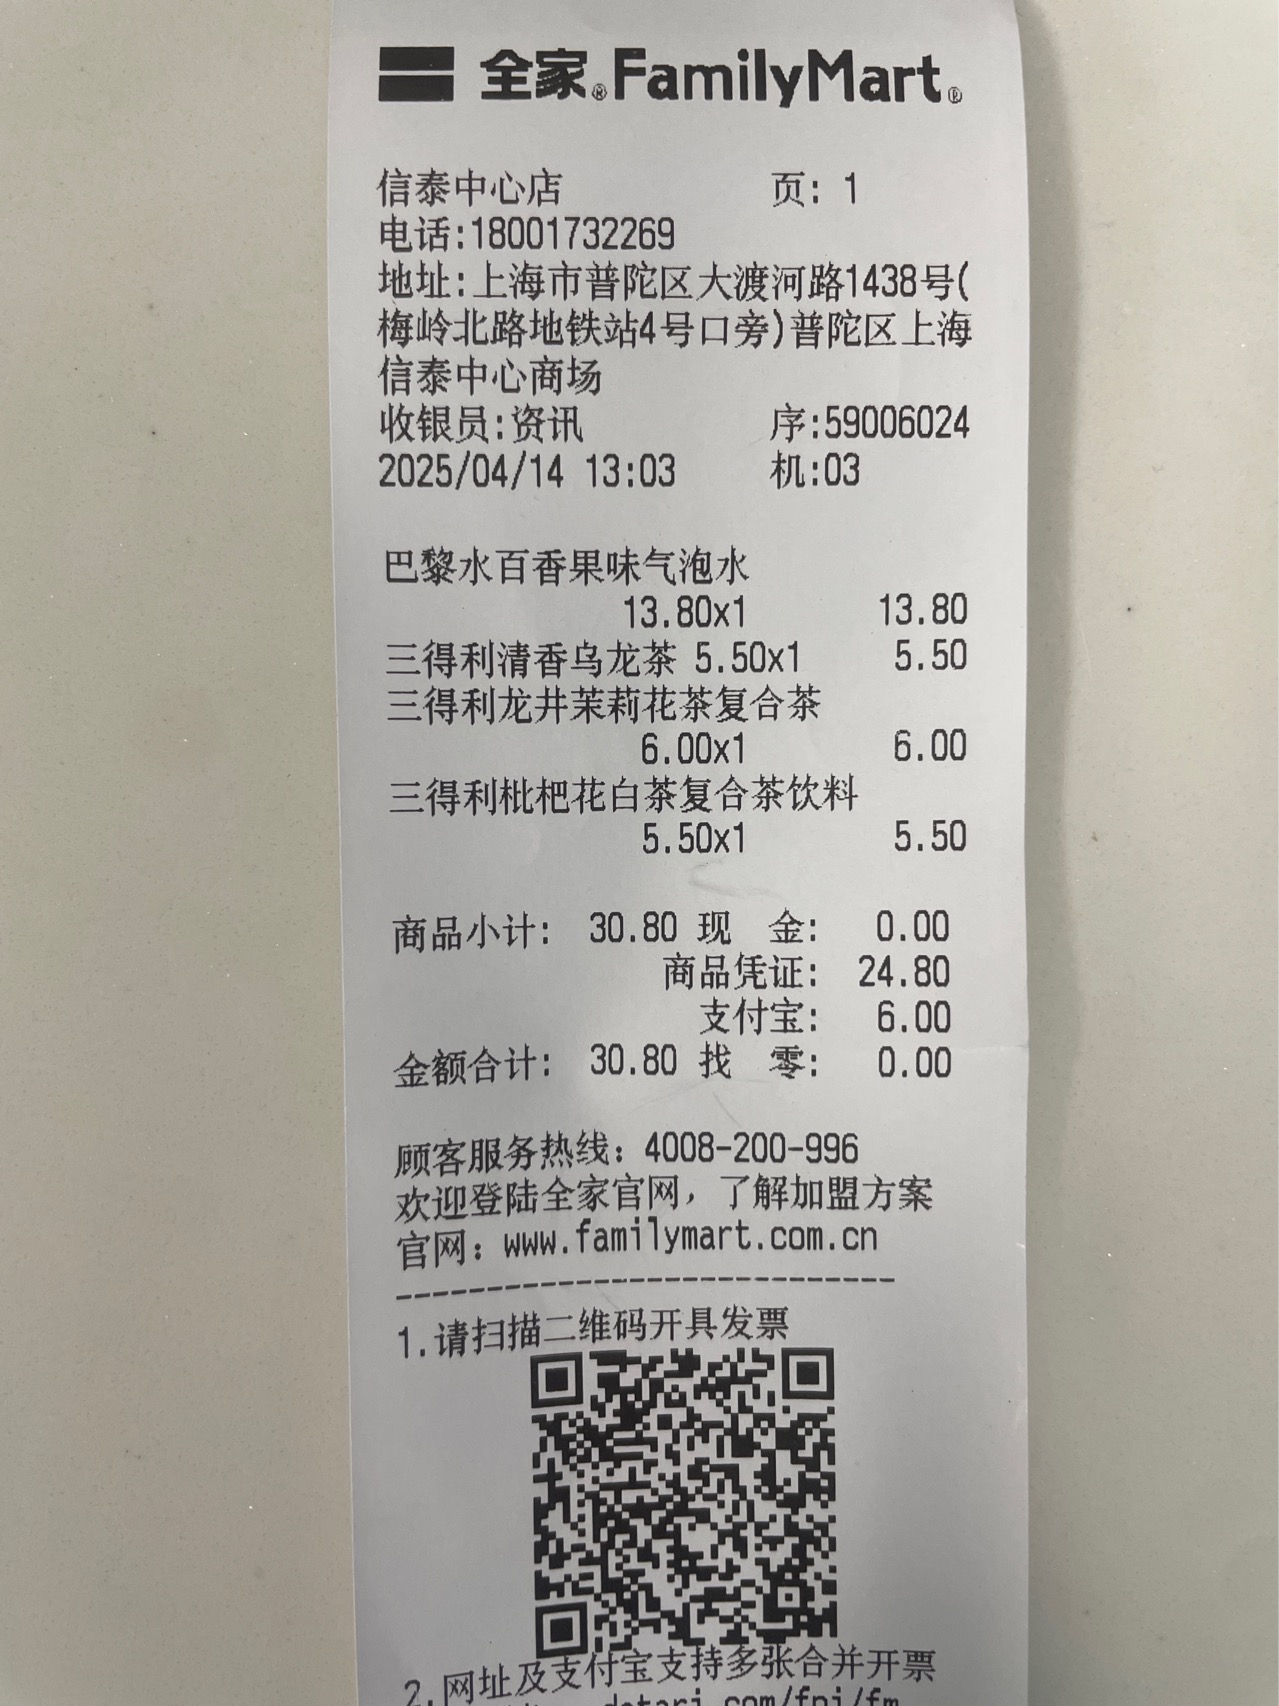 全家® FamilyMart®
信泰中心店 页: 1
电话:18001732269
地址:上海市普陀区大渡河路1438号(
梅岭北路地铁站4号口旁)普陀区上海
信泰中心商场
收银员:资讯 序:59006024
2025/04/14 13:03 机:03
巴黎水百香果味气泡水
13.80x1 13.80
三得利清香乌龙茶 5.50x1 5.50
三得利龙井茉莉花茶复合茶
6.00x1 6.00
三得利枇杷花白茶复合茶饮料
5.50x1 5.50
商品小计: 30.80 现 金: 0.00
商品凭证: 24.80
支付宝: 6.00
金额合计: 30.80 找 零: 0.00
顾客服务热线: 4008-200-996
欢迎登陆全家官网, 了解加盟方案
官网: www.familymart.com.cn
------------------------------
1.请扫描二维码开具发票
2.网址及支付宝支持多张合并开票